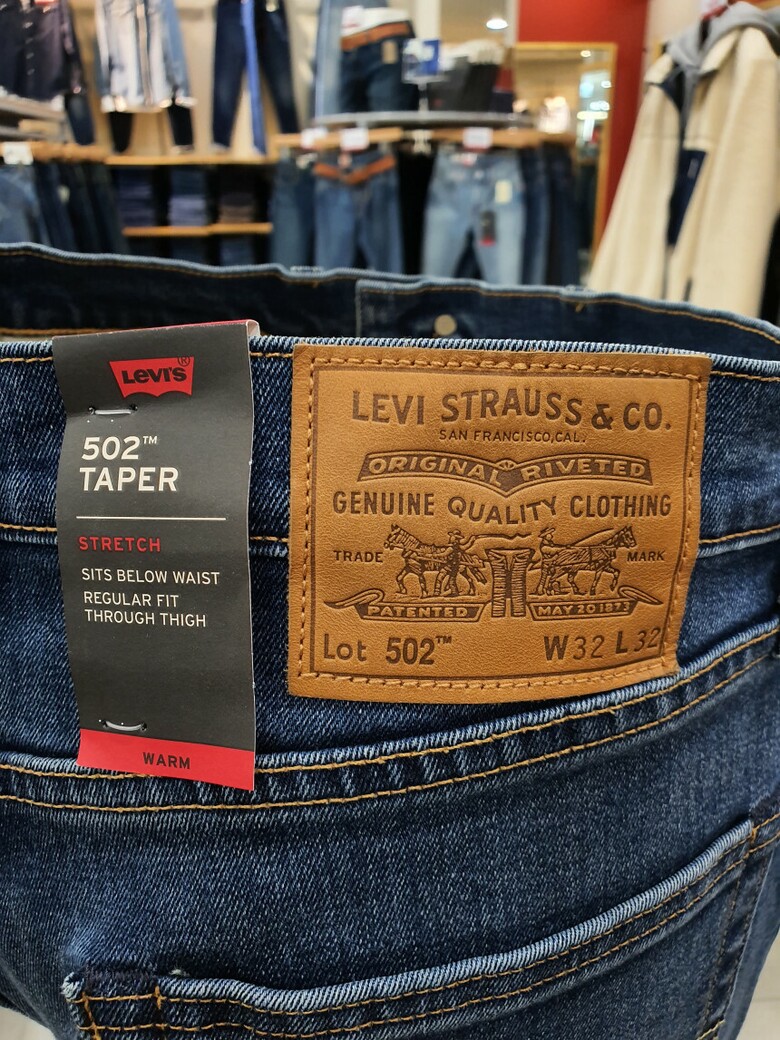 LEVI'S®
502™
TAPER
STRETCH
SITS BELOW WAIST
REGULAR FIT
THROUGH THIGH
WARM
LEVI STRAUSS & CO.
SAN FRANCISCO, CAL.
ORIGINAL RIVETED
GENUINE QUALITY CLOTHING
TRADE MARK
PATENTED MAY 20 1873
Lot 502™ W32 L32